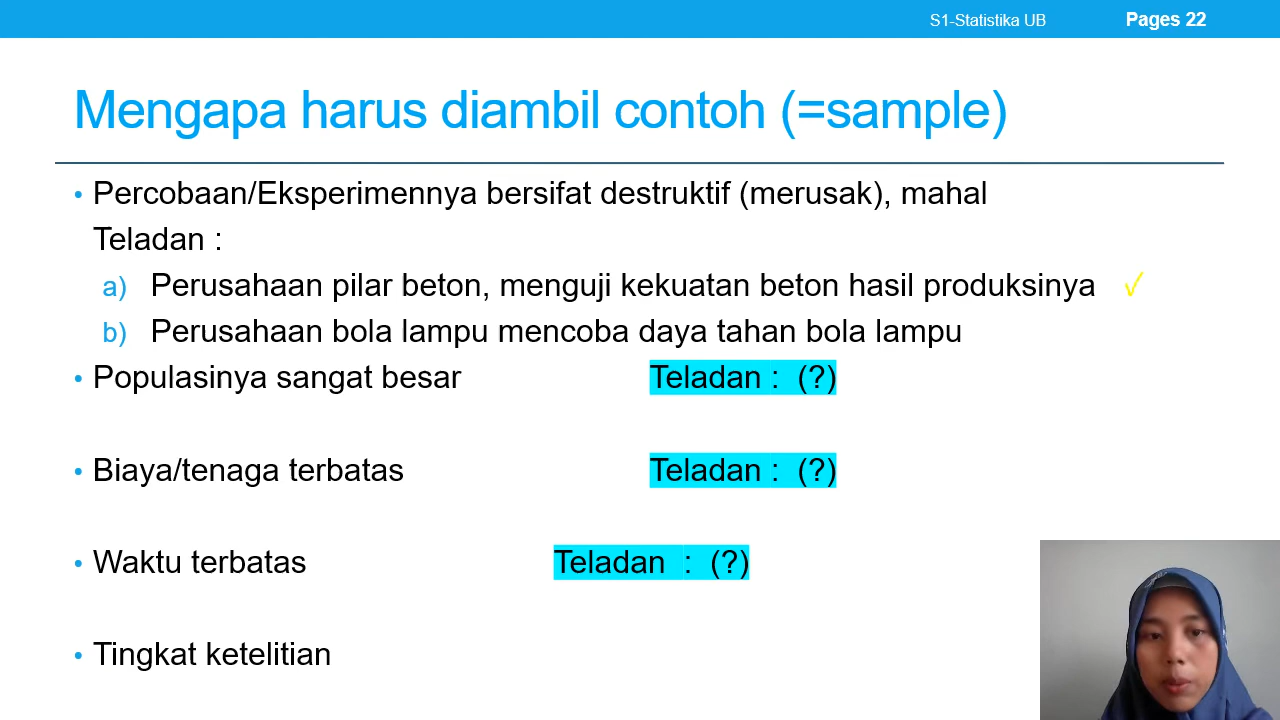 S1-Statistika UB Pages 22
Mengapa harus diambil contoh (=sample)
• Percobaan/Eksperimennya bersifat destruktif (merusak), mahal
Teladan :
a) Perusahaan pilar beton, menguji kekuatan beton hasil produksinya ✓
b) Perusahaan bola lampu mencoba daya tahan bola lampu
• Populasinya sangat besar Teladan : (?)
• Biaya/tenaga terbatas Teladan : (?)
• Waktu terbatas Teladan : (?)
• Tingkat ketelitian